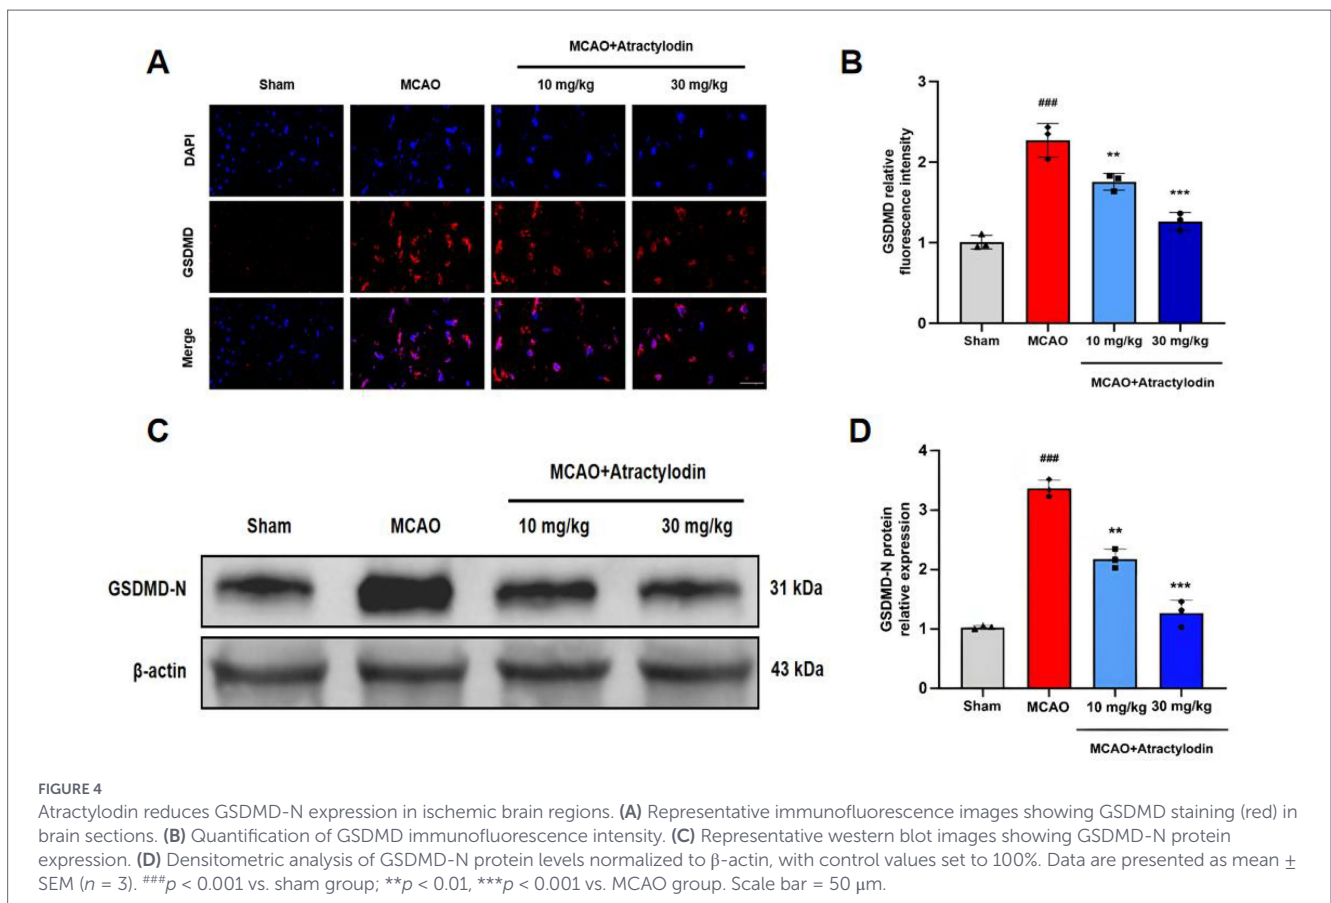 A
MCAO+Atractylodin
Sham
MCAO
10 mg/kg
30 mg/kg
DAPI
GSDMD
Merge
B
GSDMD relative
fluorescence intensity
3
2
1
0
###
**
***
Sham
MCAO
10 mg/kg
30 mg/kg
MCAO+Atractylodin
C
MCAO+Atractylodin
Sham
MCAO
10 mg/kg
30 mg/kg
GSDMD-N
31 kDa
β-actin
43 kDa
D
GSDMD-N protein
relative expression
4
3
2
1
0
###
**
***
Sham
MCAO
10 mg/kg
30 mg/kg
MCAO+Atractylodin
FIGURE 4
Atractylodin reduces GSDMD-N expression in ischemic brain regions. (A) Representative immunofluorescence images showing GSDMD staining (red) in
brain sections. (B) Quantification of GSDMD immunofluorescence intensity. (C) Representative western blot images showing GSDMD-N protein
expression. (D) Densitometric analysis of GSDMD-N protein levels normalized to β-actin, with control values set to 100%. Data are presented as mean ±
SEM (n = 3). ###p < 0.001 vs. sham group; **p < 0.01, ***p < 0.001 vs. MCAO group. Scale bar = 50 μm.